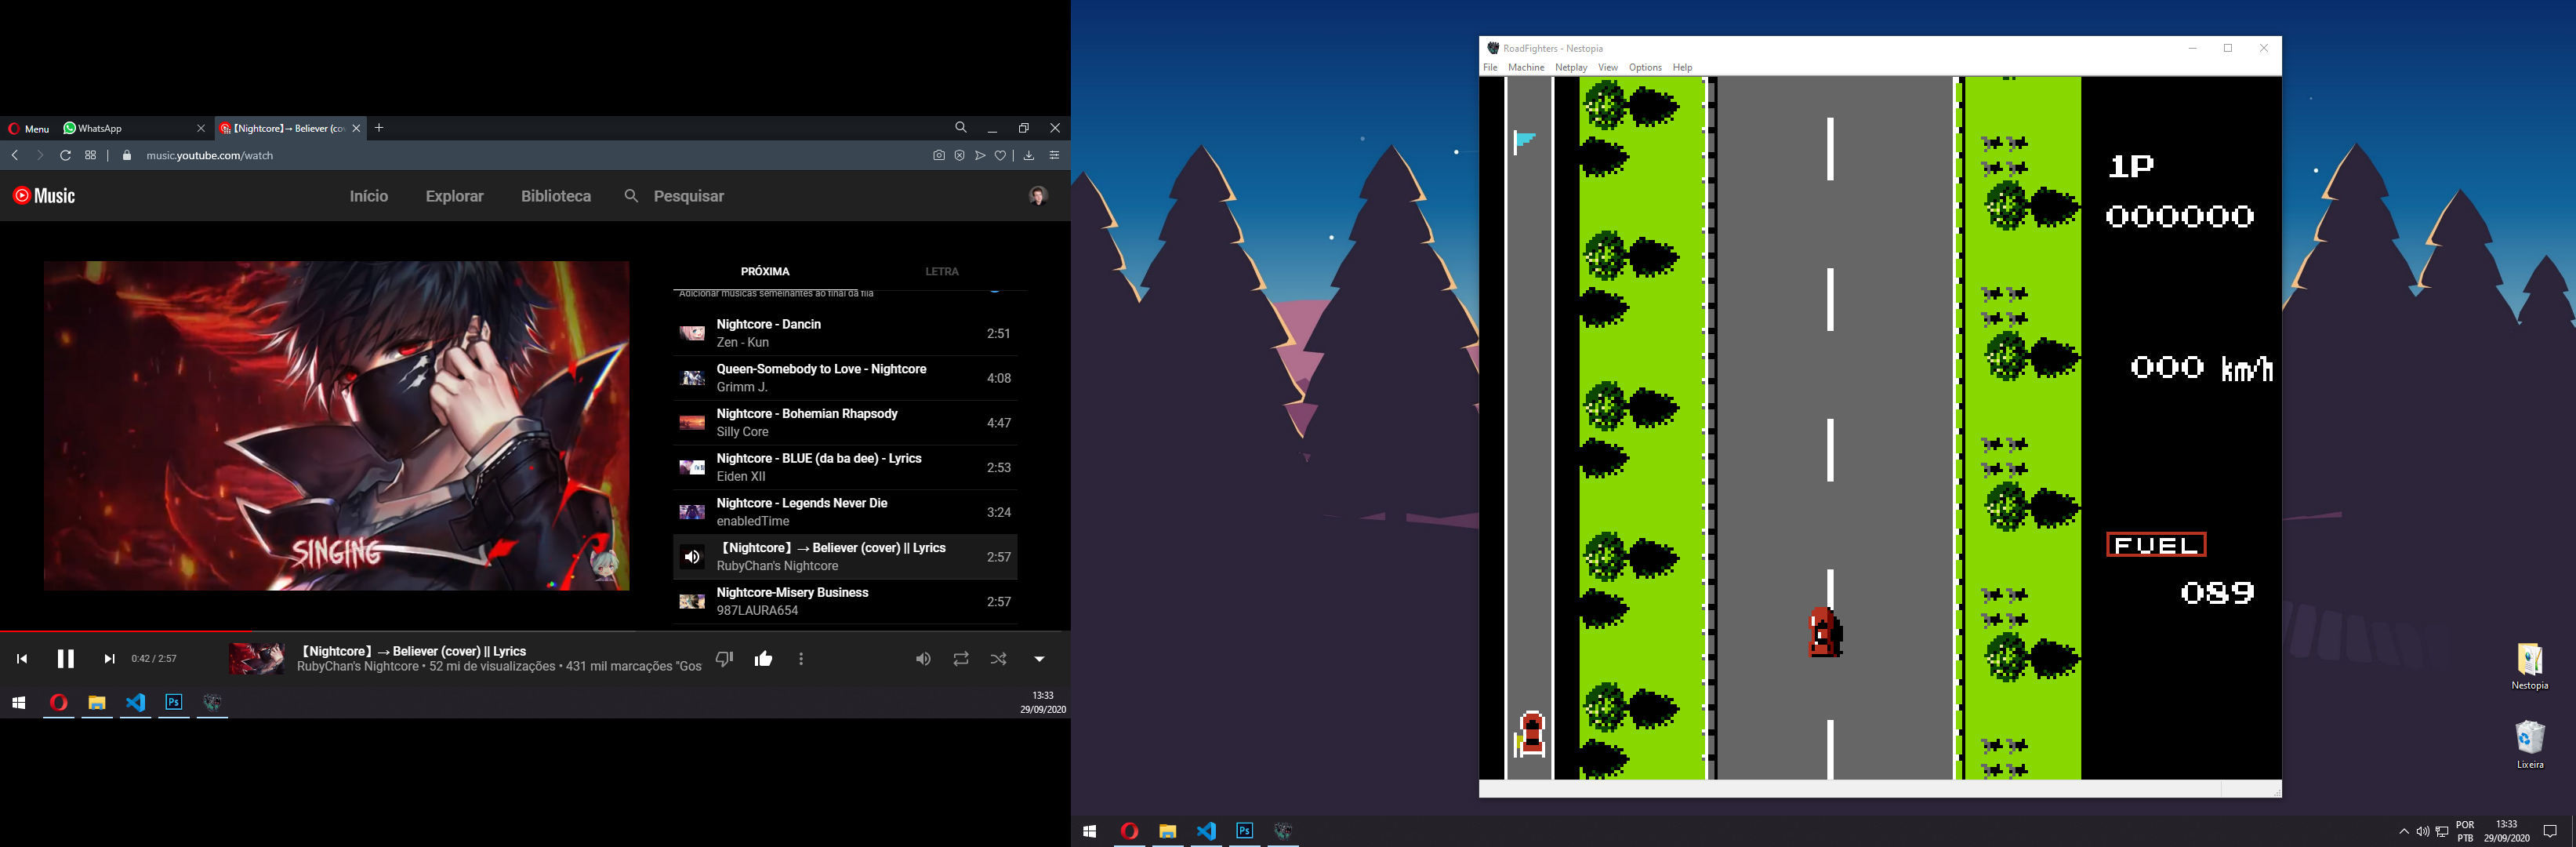 Menu
WhatsApp
【Nightcore】→ Believer (cov
music.youtube.com/watch
Music
Início
Explorar
Biblioteca
Pesquisar
PRÓXIMA
LETRA
Adicionar músicas semelhantes ao final da fila
Nightcore - Dancin
Zen - Kun
2:51
Queen-Somebody to Love - Nightcore
Grimm J.
4:08
Nightcore - Bohemian Rhapsody
Silly Core
4:47
Nightcore - BLUE (da ba dee) - Lyrics
Eiden XII
2:53
Nightcore - Legends Never Die
enabledTime
3:24
【Nightcore】→ Believer (cover) || Lyrics
RubyChan's Nightcore
2:57
Nightcore-Misery Business
987LAURA654
2:57
SINGING
0:42 / 2:57
【Nightcore】→ Believer (cover) || Lyrics
RubyChan's Nightcore • 52 mi de visualizações • 431 mil marcações "Gos
Ps
13:33
29/09/2020
RoadFighters - Nestopia
File Machine Netplay View Options Help
1P
000000
000 km/h
FUEL
089
Nestopia
Lixeira
Ps
POR
PTB
13:33
29/09/2020